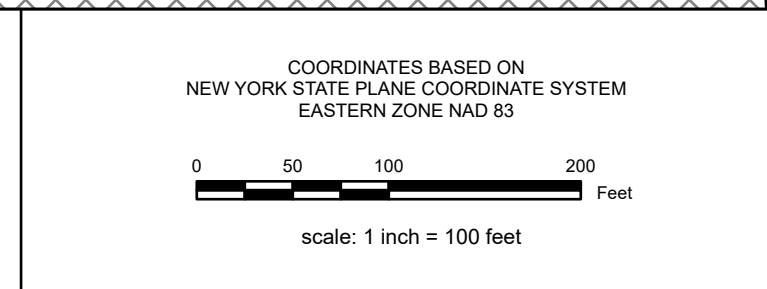 COORDINATES BASED ON
NEW YORK STATE PLANE COORDINATE SYSTEM
EASTERN ZONE NAD 83
0 50 100 200
Feet
scale: 1 inch = 100 feet